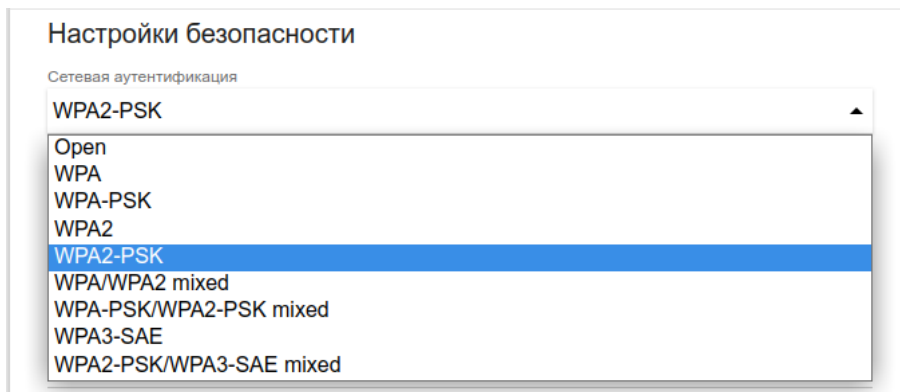 Настройки безопасности
Сетевая аутентификация
WPA2-PSK
Open
WPA
WPA-PSK
WPA2
WPA2-PSK
WPA/WPA2 mixed
WPA-PSK/WPA2-PSK mixed
WPA3-SAE
WPA2-PSK/WPA3-SAE mixed